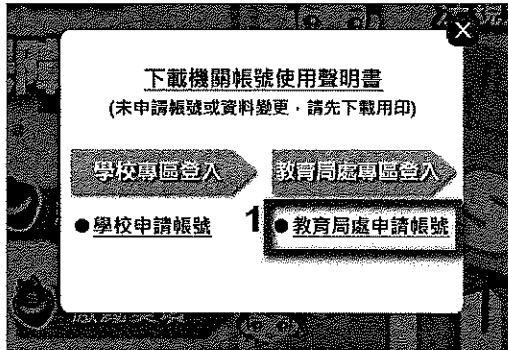 下載機關帳號使用聲明書
(未申請帳號或資料變更，請先下載用印)
學校專區登入 教育局處專區登入
●學校申請帳號 1 ●教育局處申請帳號